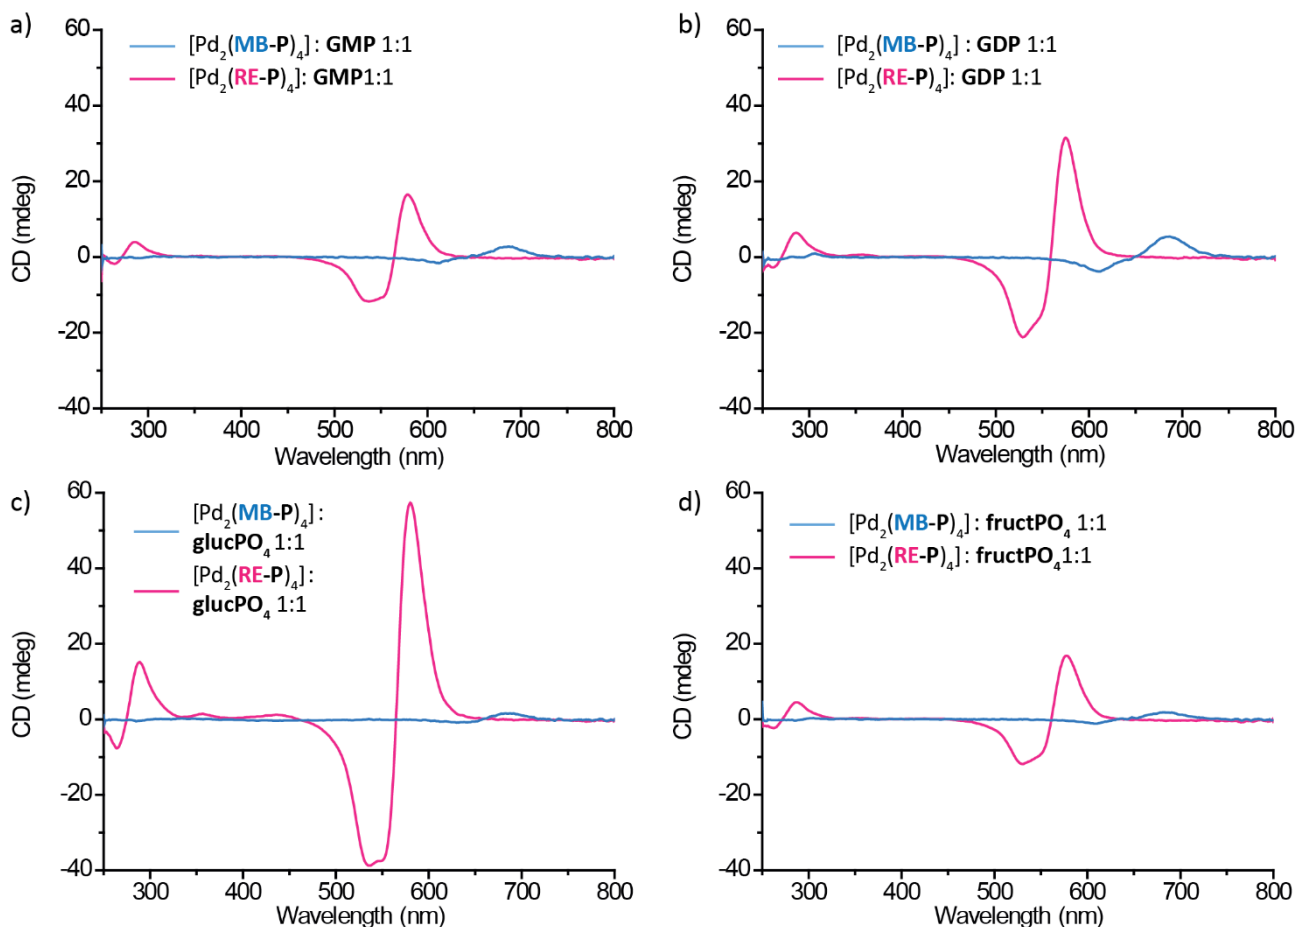 a)
[Pd2(MB-P)4] : GMP 1:1
[Pd2(RE-P)4]: GMP1:1
60
40
20
0
-20
-40
CD (mdeg)
300 400 500 600 700 800
Wavelength (nm)
b)
[Pd2(MB-P)4] : GDP 1:1
[Pd2(RE-P)4]: GDP 1:1
60
40
20
0
-20
-40
CD (mdeg)
300 400 500 600 700 800
Wavelength (nm)
c)
[Pd2(MB-P)4] :
glucPO4 1:1
[Pd2(RE-P)4] :
glucPO4 1:1
60
40
20
0
-20
-40
CD (mdeg)
300 400 500 600 700 800
Wavelength (nm)
d)
[Pd2(MB-P)4] : fructPO4 1:1
[Pd2(RE-P)4] : fructPO41:1
60
40
20
0
-20
-40
CD (mdeg)
300 400 500 600 700 800
Wavelength (nm)